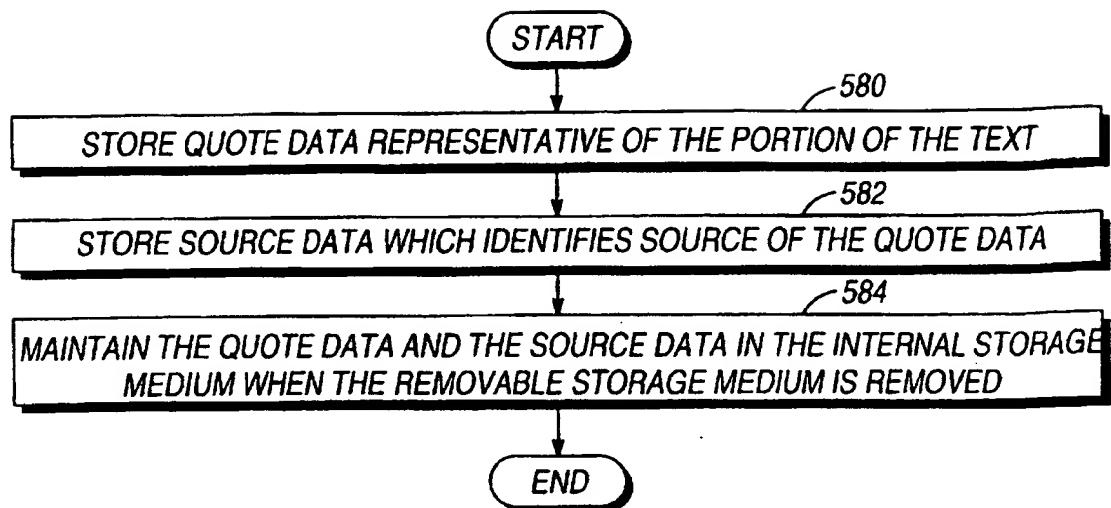 START
580
STORE QUOTE DATA REPRESENTATIVE OF THE PORTION OF THE TEXT
582
STORE SOURCE DATA WHICH IDENTIFIES SOURCE OF THE QUOTE DATA
584
MAINTAIN THE QUOTE DATA AND THE SOURCE DATA IN THE INTERNAL STORAGE
MEDIUM WHEN THE REMOVABLE STORAGE MEDIUM IS REMOVED
END